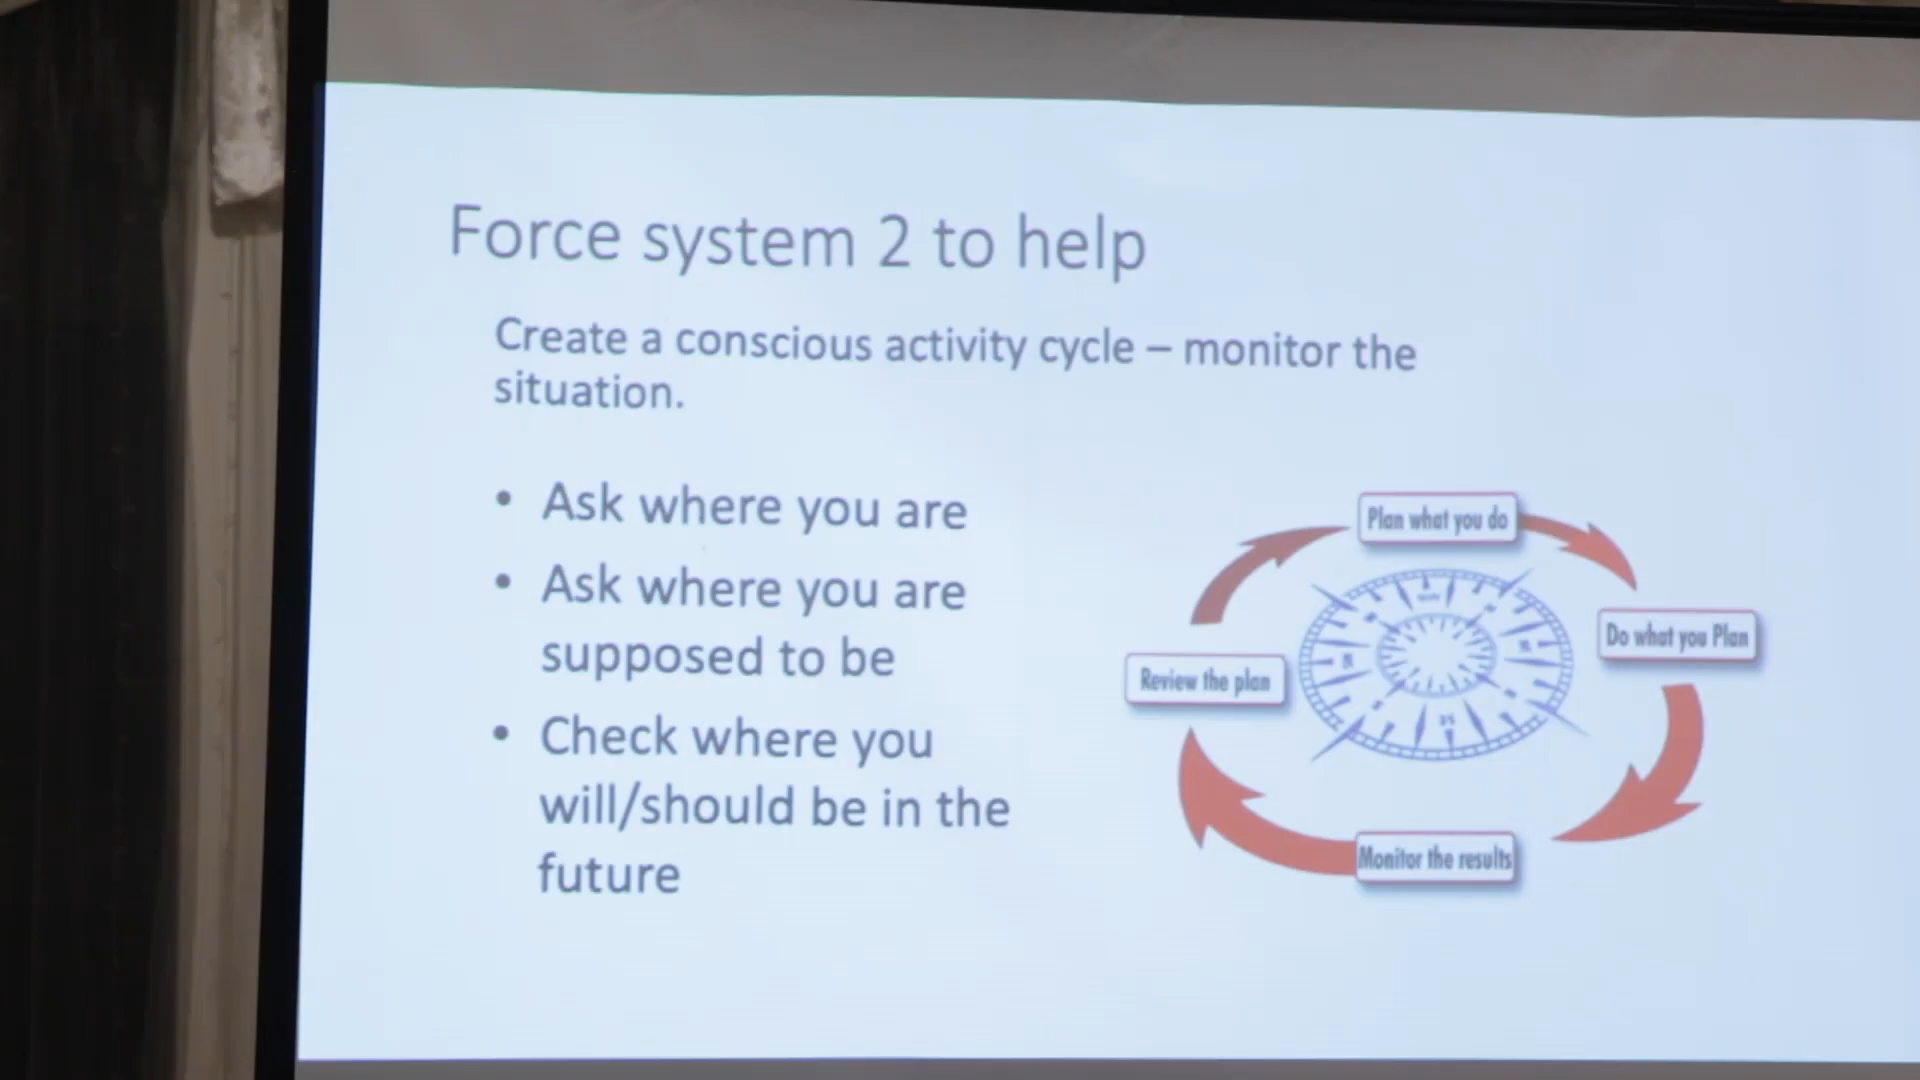 Force system 2 to help
Create a conscious activity cycle – monitor the
situation.
• Ask where you are
• Ask where you are
supposed to be
• Check where you
will/should be in the
future
Plan what you do
Do what you Plan
Review the plan
Monitor the results